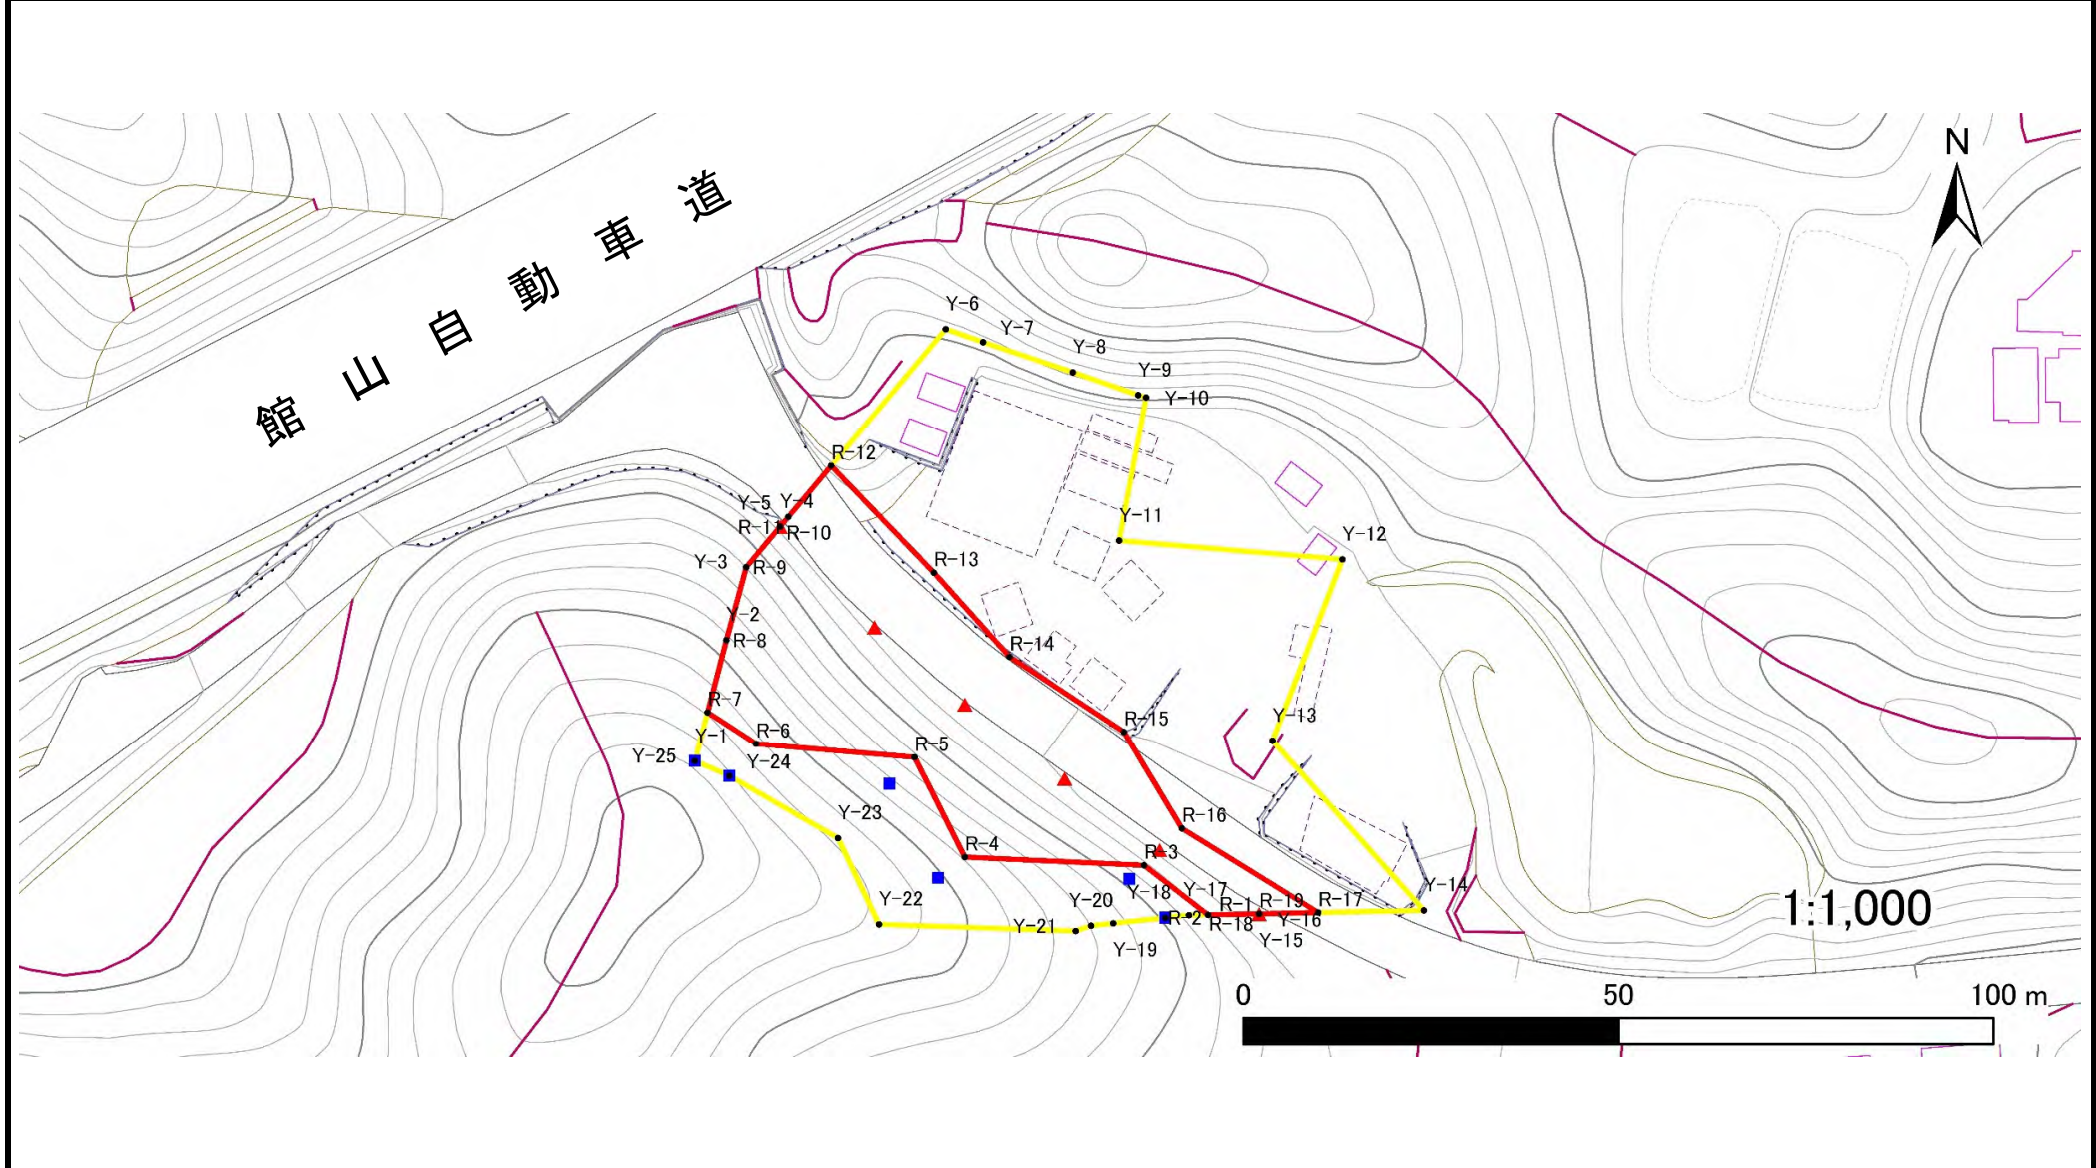 N
館山自動車道
Y-6
Y-7
Y-8
Y-9
Y-10
R-12
Y-5 Y-4
R-11 R-10
Y-11
Y-12
Y-3 R-9
R-13
Y-2
R-8
R-14
R-7
Y-13
R-15
Y-1 R-6
R-5
Y-25 Y-24
Y-23
R-16
R-4
R-3
Y-14
Y-18 Y-17
Y-22
Y-20
R-1 R-19 R-17
1:1,000
Y-21
R-2 R-18 Y-16
Y-19
Y-15
0 50 100 m